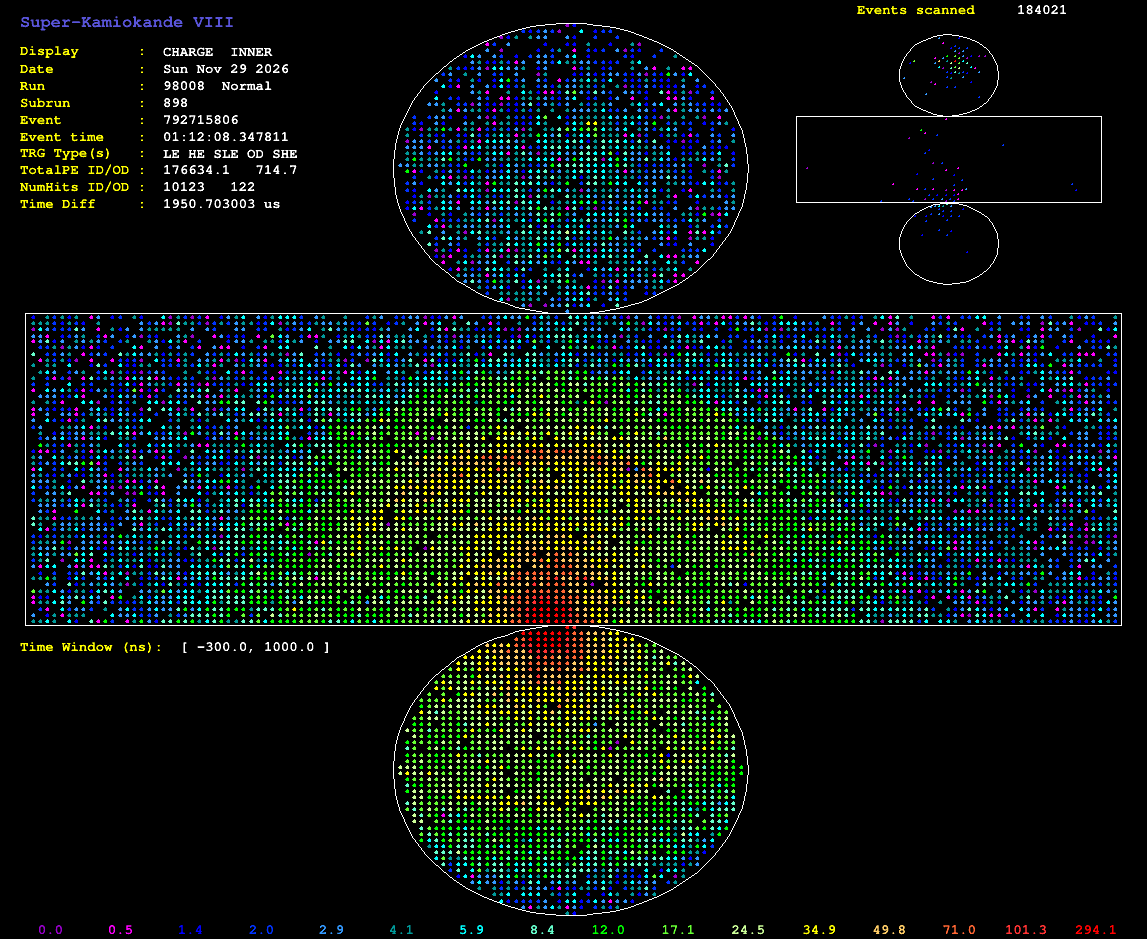 Super-Kamiokande VIII
Events scanned 184021
Display : CHARGE INNER
Date : Sun Nov 29 2026
Run : 98008 Normal
Subrun : 898
Event : 792715806
Event time : 01:12:08.347811
TRG Type(s) : LE HE SLE OD SHE
TotalPE ID/OD : 176634.1 714.7
NumHits ID/OD : 10123 122
Time Diff : 1950.703003 us
Time Window (ns): [ -300.0, 1000.0 ]
0.0 0.5 1.4 2.0 2.9 4.1 5.9 8.4 12.0 17.1 24.5 34.9 49.8 71.0 101.3 294.1